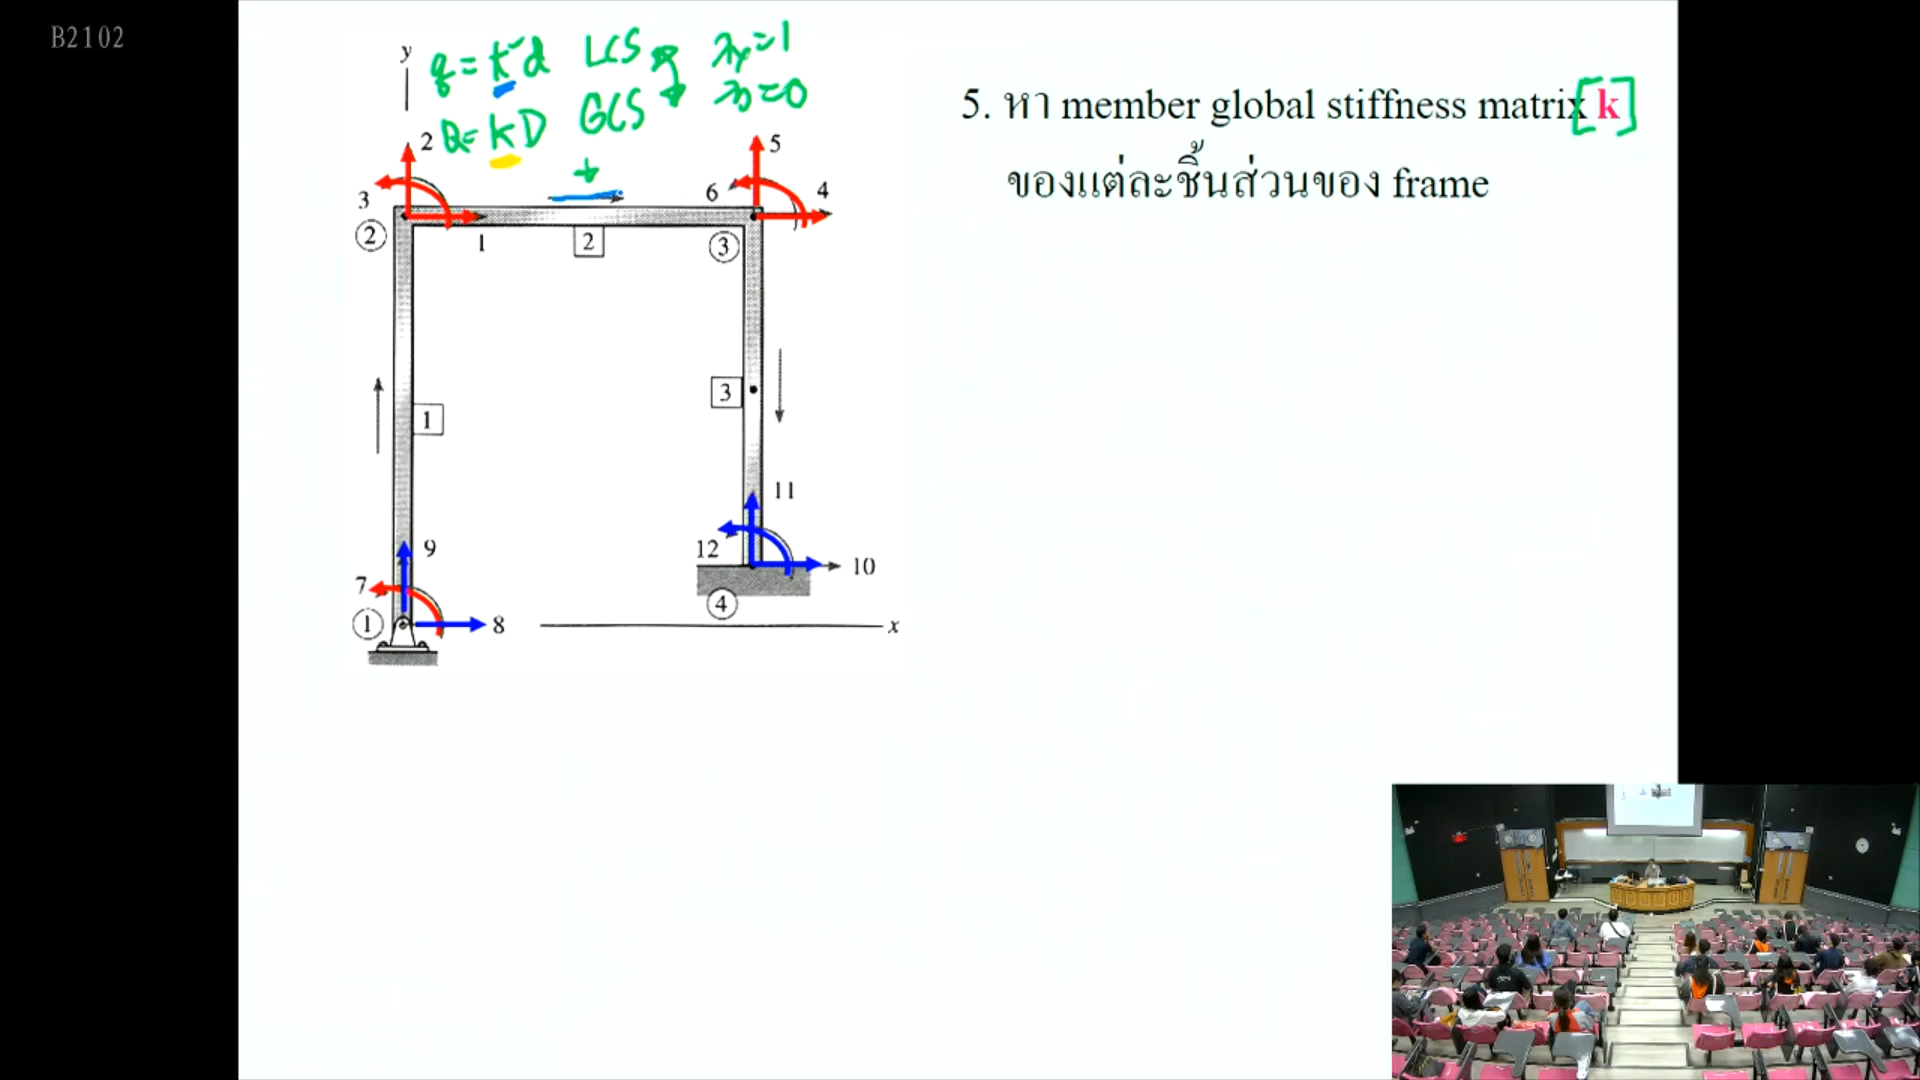 B2102
y
q = k'd LCS λx=1
Q = kD GCS λy=0
5. หา member global stiffness matrix [k]
ของแต่ละชิ้นส่วนของ frame
2
5
3
6
4
2
1
2
3
3
1
11
9
12
10
7
4
1
8
x